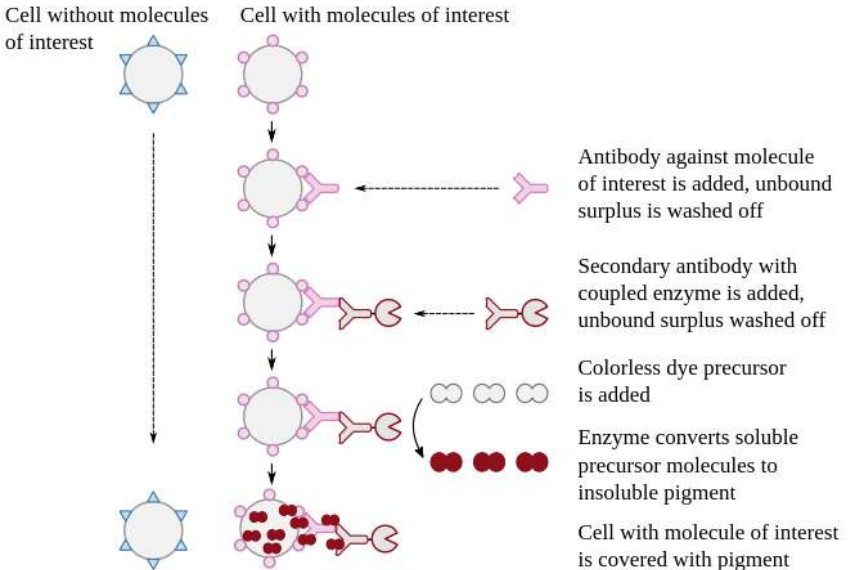 Cell without molecules
of interest
Cell with molecules of interest
Antibody against molecule
of interest is added, unbound
surplus is washed off
Secondary antibody with
coupled enzyme is added,
unbound surplus washed off
Colorless dye precursor
is added
Enzyme converts soluble
precursor molecules to
insoluble pigment
Cell with molecule of interest
is covered with pigment